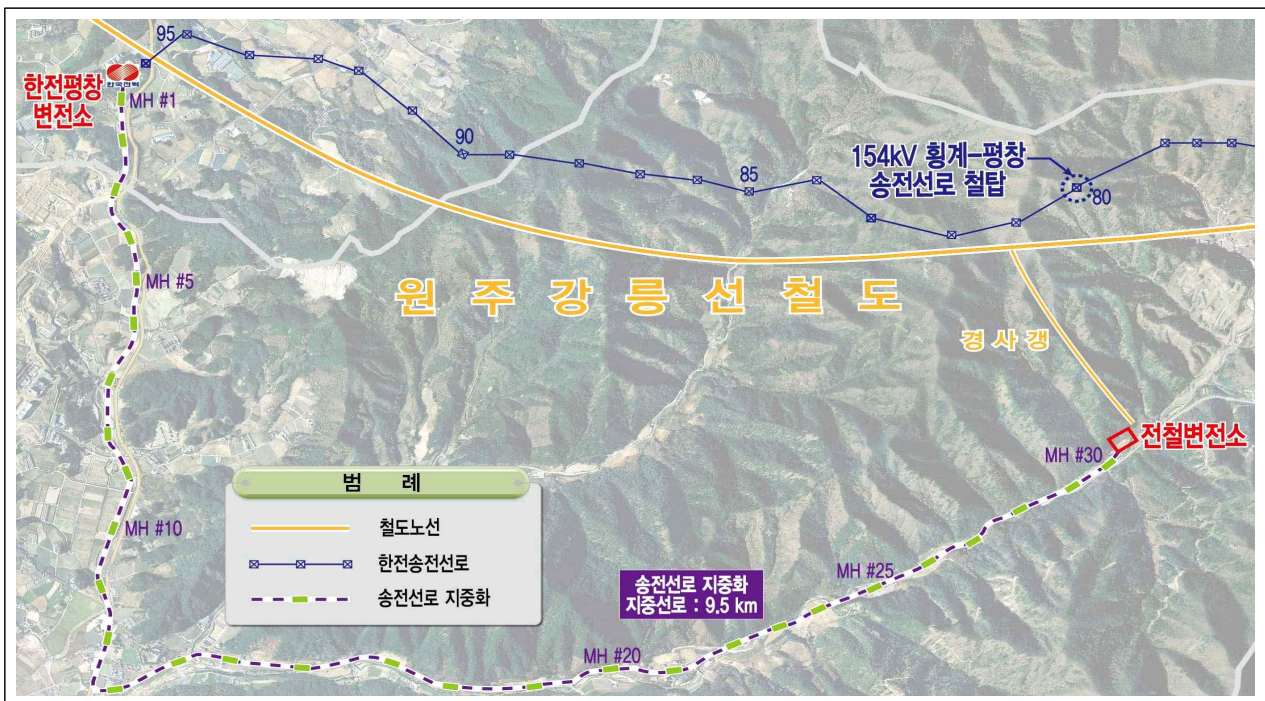 95
한전평창
변전소
한국전력
MH #1
90
154kV 횡계-평창
송전선로 철탑
85
80
MH #5
원주강릉선철도
경사갱
전철변전소
MH #30
범 례
철도노선
한전송전선로
송전선로 지중화
MH #10
MH #25
송전선로 지중화
지중선로 : 9.5 km
MH #20